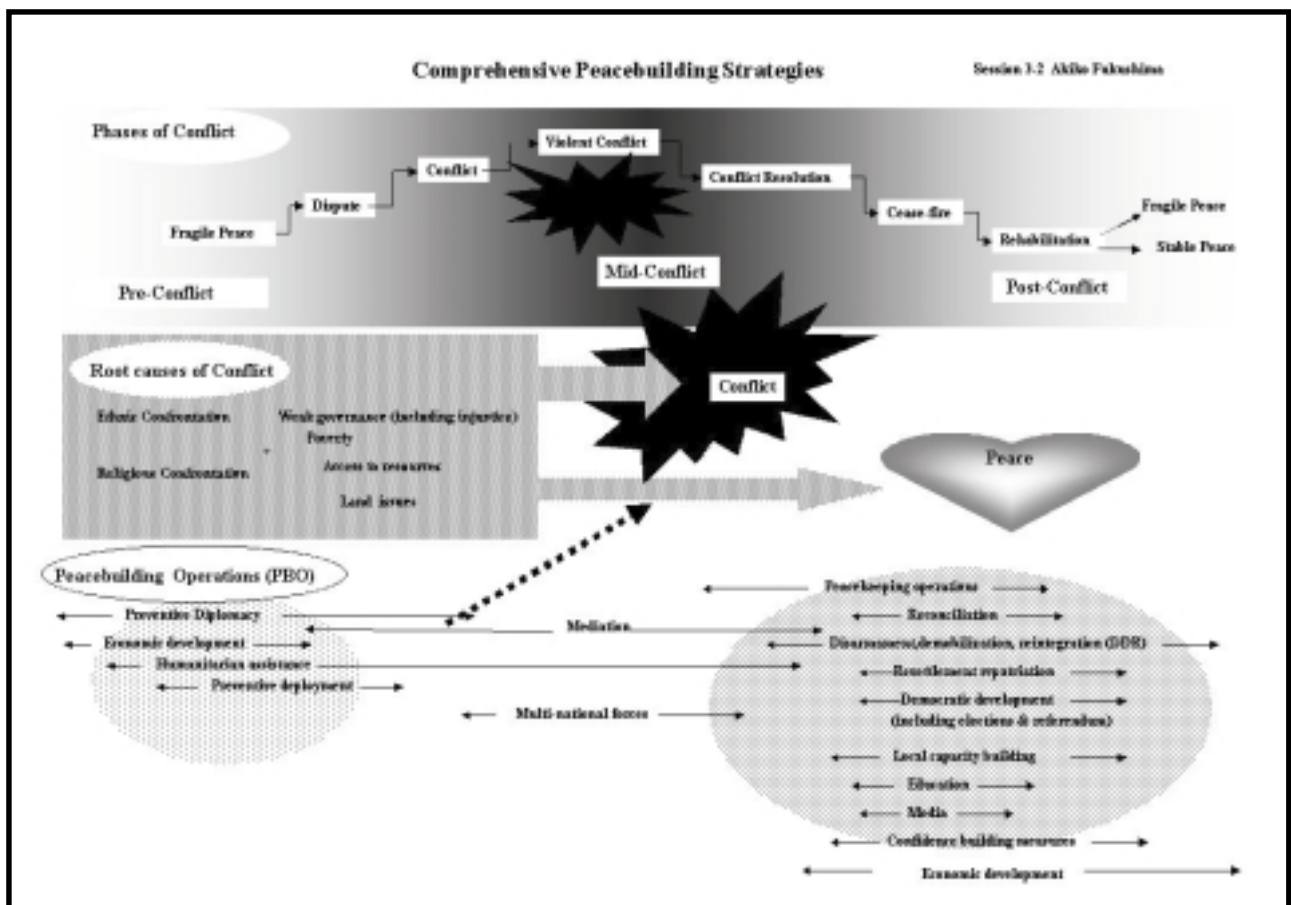 Comprehensive Peacebuilding Strategies
Session 3-2 Akiko Fukushima
Phases of Conflict
Violent Conflict
Conflict
Conflict Resolution
Dispute
Cease-fire
Fragile Peace
Fragile Peace
Rehabilitation
Stable Peace
Mid-Conflict
Pre-Conflict
Post-Conflict
Root causes of Conflict
Conflict
Ethnic Confrontation
Weak governance (including injustice)
Poverty
Religious Confrontation
Access to resources
Land issues
Peace
Peacebuilding Operations (PBO)
Peacekeeping operations
Preventive Diplomacy
Reconciliation
Mediation
Economic development
Disarmament,demobilization, reintegration (DDR)
Humanitarian assistance
Resettlement repatriation
Preventive deployment
Democratic development
(including elections & referendum)
Multi-national forces
Local capacity building
Education
Media
Confidence building measures
Economic development